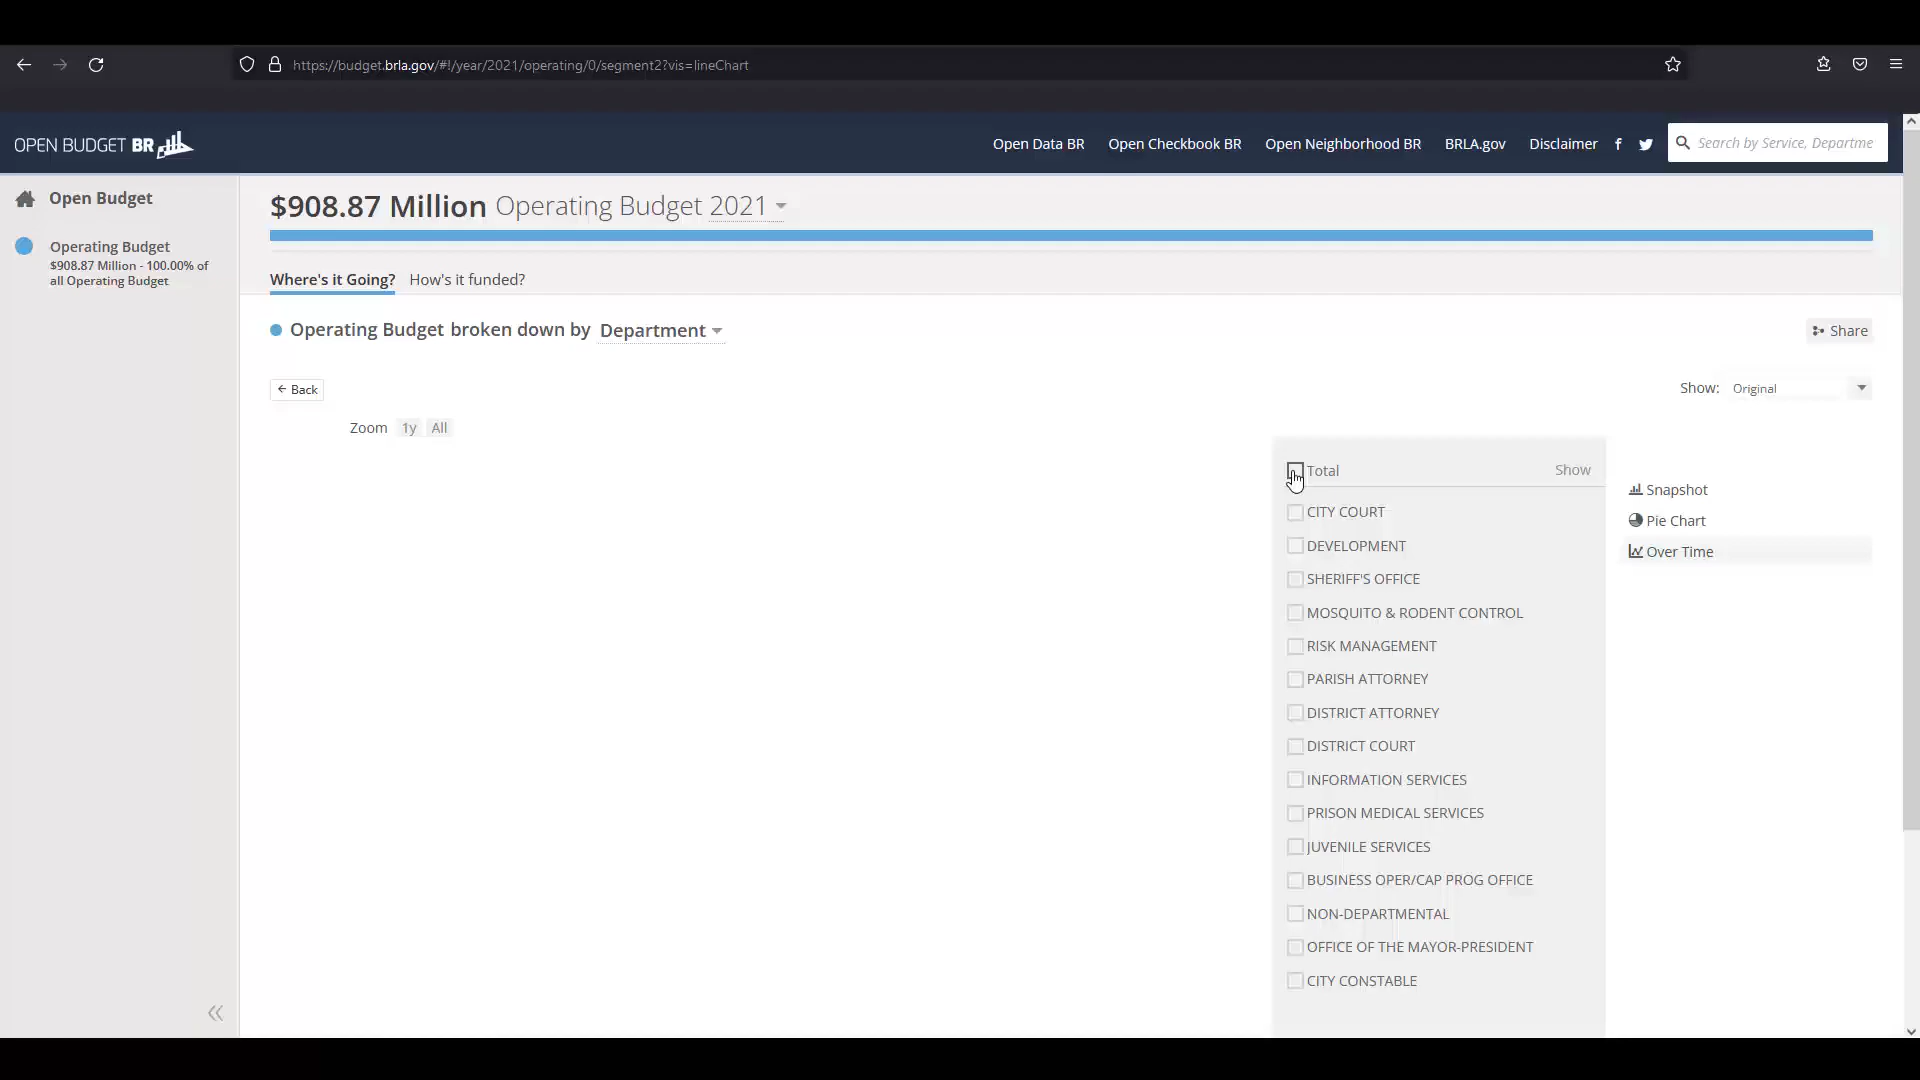 https://budget.brla.gov/#!/year/2021/operating/0/segment2?vis=lineChart
OPEN BUDGET BR
Open Data BR
Open Checkbook BR
Open Neighborhood BR
BRLA.gov
Disclaimer
Search by Service, Departme
Open Budget
Operating Budget
$908.87 Million - 100.00% of
all Operating Budget
$908.87 Million Operating Budget 2021
Where's it Going?
How's it funded?
Operating Budget broken down by Department
Share
← Back
Show: Original
Zoom 1y All
Total Show
CITY COURT
DEVELOPMENT
SHERIFF'S OFFICE
MOSQUITO & RODENT CONTROL
RISK MANAGEMENT
PARISH ATTORNEY
DISTRICT ATTORNEY
DISTRICT COURT
INFORMATION SERVICES
PRISON MEDICAL SERVICES
JUVENILE SERVICES
BUSINESS OPER/CAP PROG OFFICE
NON-DEPARTMENTAL
OFFICE OF THE MAYOR-PRESIDENT
CITY CONSTABLE
Snapshot
Pie Chart
Over Time